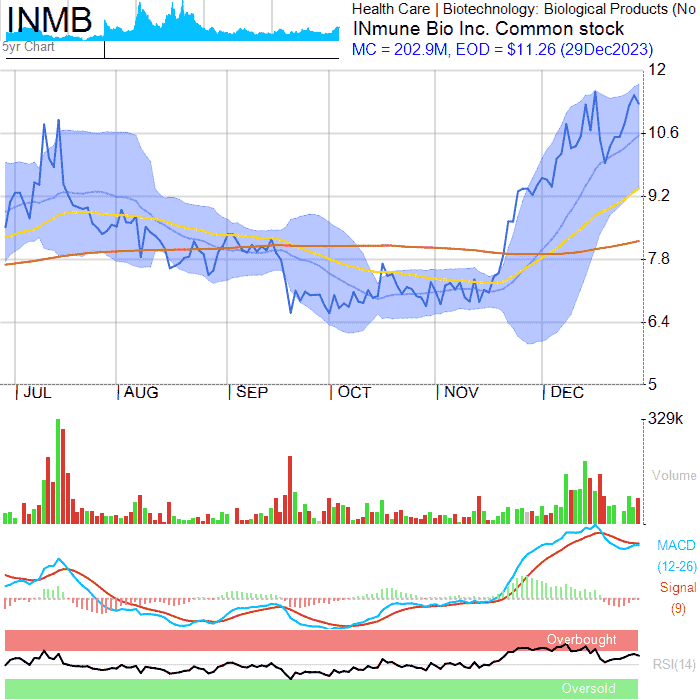 INMB
Health Care | Biotechnology: Biological Products (No
INmune Bio Inc. Common stock
5yr Chart
MC = 202.9M, EOD = $11.26 (29Dec2023)
12
10.6
9.2
7.8
6.4
5
JUL AUG SEP OCT NOV DEC
329k
Volume
MACD
(12-26)
Signal
(9)
Overbought
RSI(14)
Oversold